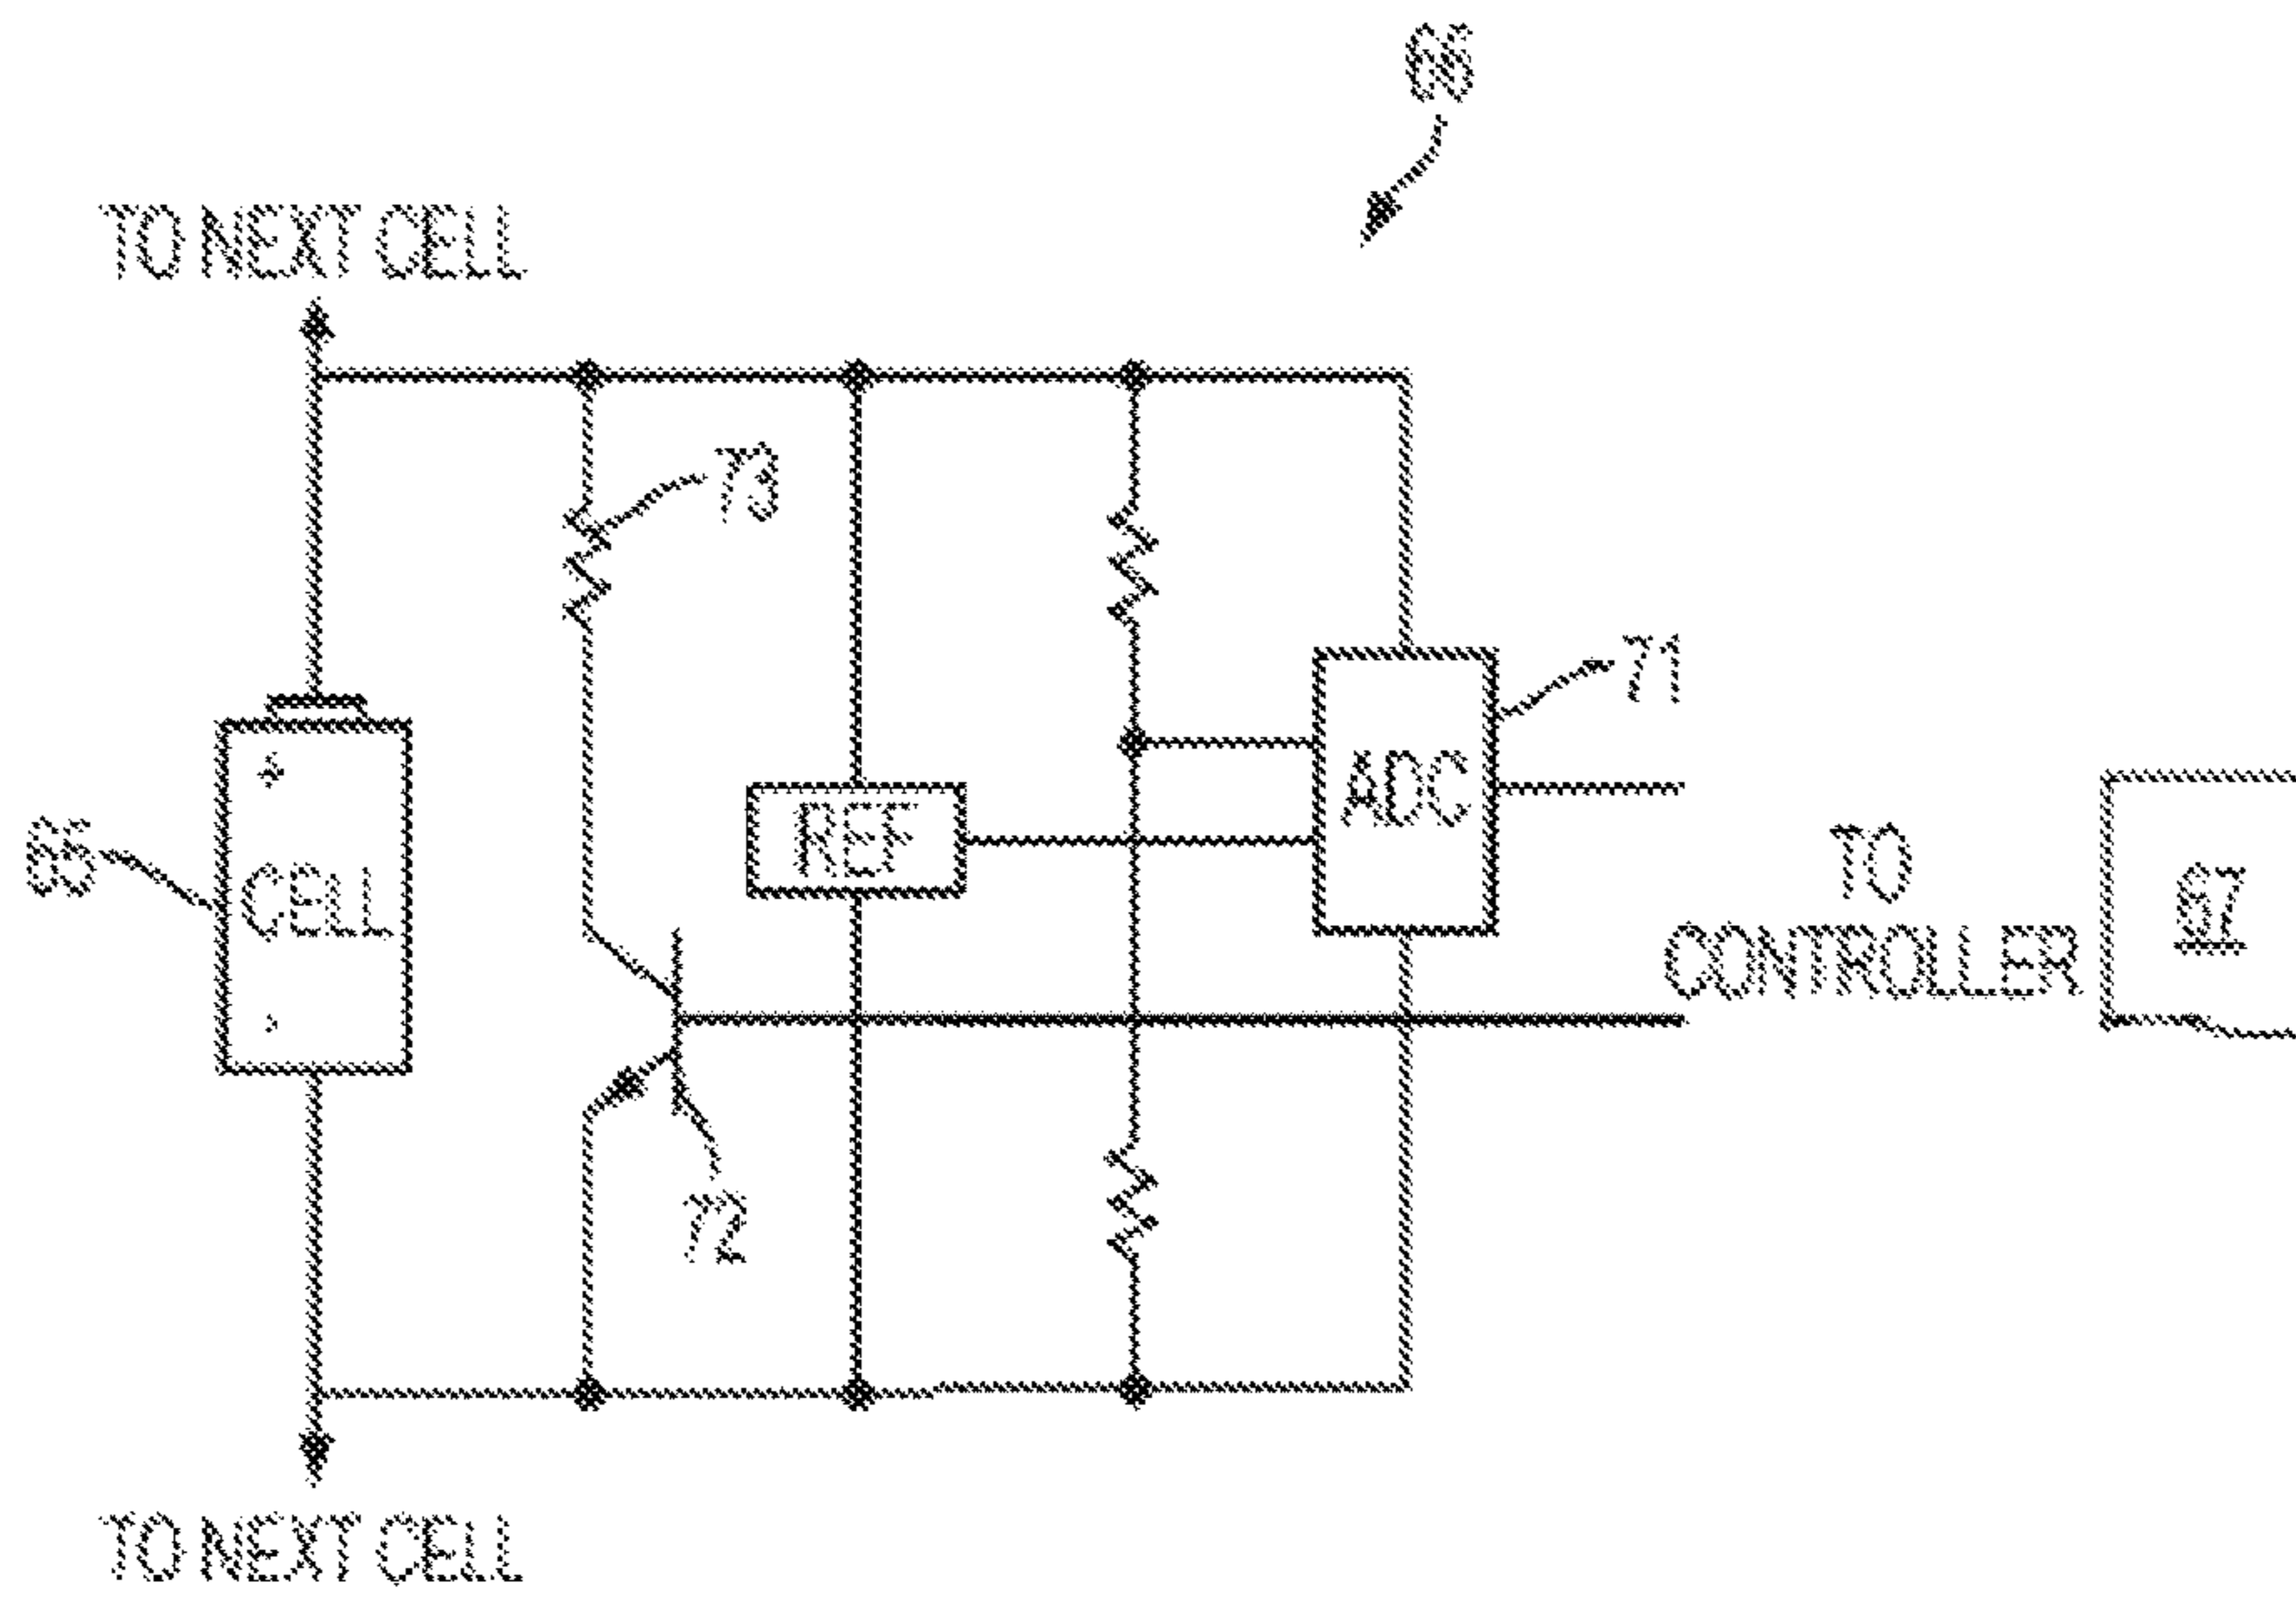 66
TO NEXT CELL
73
71
ADC
REF
TO
CONTROLLER
67
65
+
CELL
-
72
TO NEXT CELL